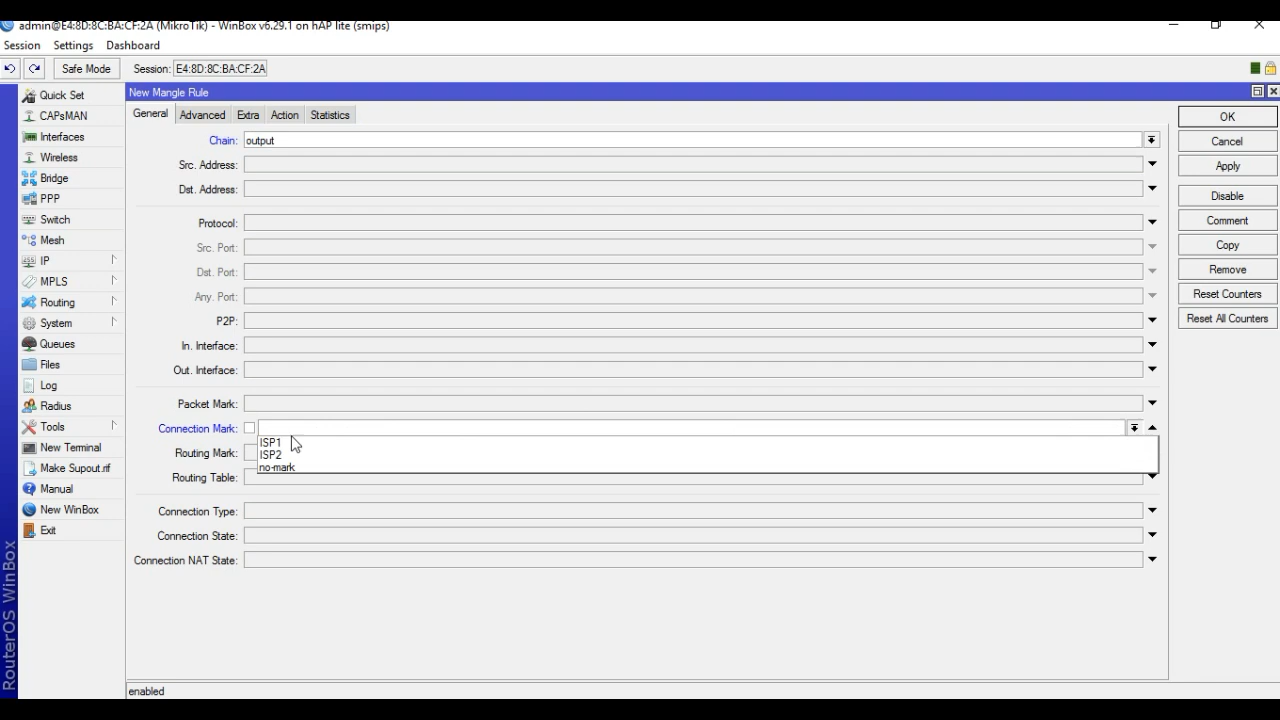 admin@E4:8D:8C:BA:CF:2A (MikroTik) - WinBox v6.29.1 on hAP lite (smips)
Session Settings Dashboard
Safe Mode Session: E4:8D:8C:BA:CF:2A
New Mangle Rule
General Advanced Extra Action Statistics
Chain: output
Src. Address:
Dst. Address:
Protocol:
Src. Port:
Dst. Port:
Any. Port:
P2P:
In. Interface:
Out. Interface:
Packet Mark:
Connection Mark:
ISP1
ISP2
no-mark
Routing Mark:
Routing Table:
Connection Type:
Connection State:
Connection NAT State:
OK
Cancel
Apply
Disable
Comment
Copy
Remove
Reset Counters
Reset All Counters
Quick Set
CAPsMAN
Interfaces
Wireless
Bridge
PPP
Switch
Mesh
IP
MPLS
Routing
System
Queues
Files
Log
Radius
Tools
New Terminal
Make Supout.rif
Manual
New WinBox
Exit
RouterOS WinBox
enabled